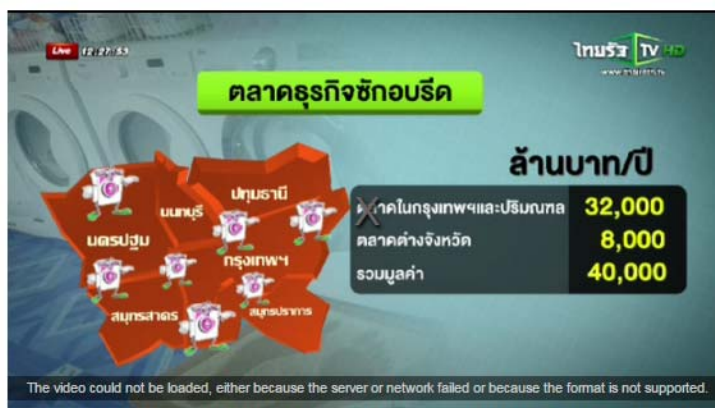 Live 12:27:53
ไทยรัฐ TV HD
ตลาดธุรกิจซักอบรีด
ล้านบาท/ปี
ตลาดในกรุงเทพฯและปริมณฑล 32,000
ตลาดต่างจังหวัด 8,000
รวมมูลค่า 40,000
ปทุมธานี
นนทบุรี
นครปฐม
กรุงเทพฯ
สมุทรสาคร
สมุทรปราการ
The video could not be loaded, either because the server or network failed or because the format is not supported.